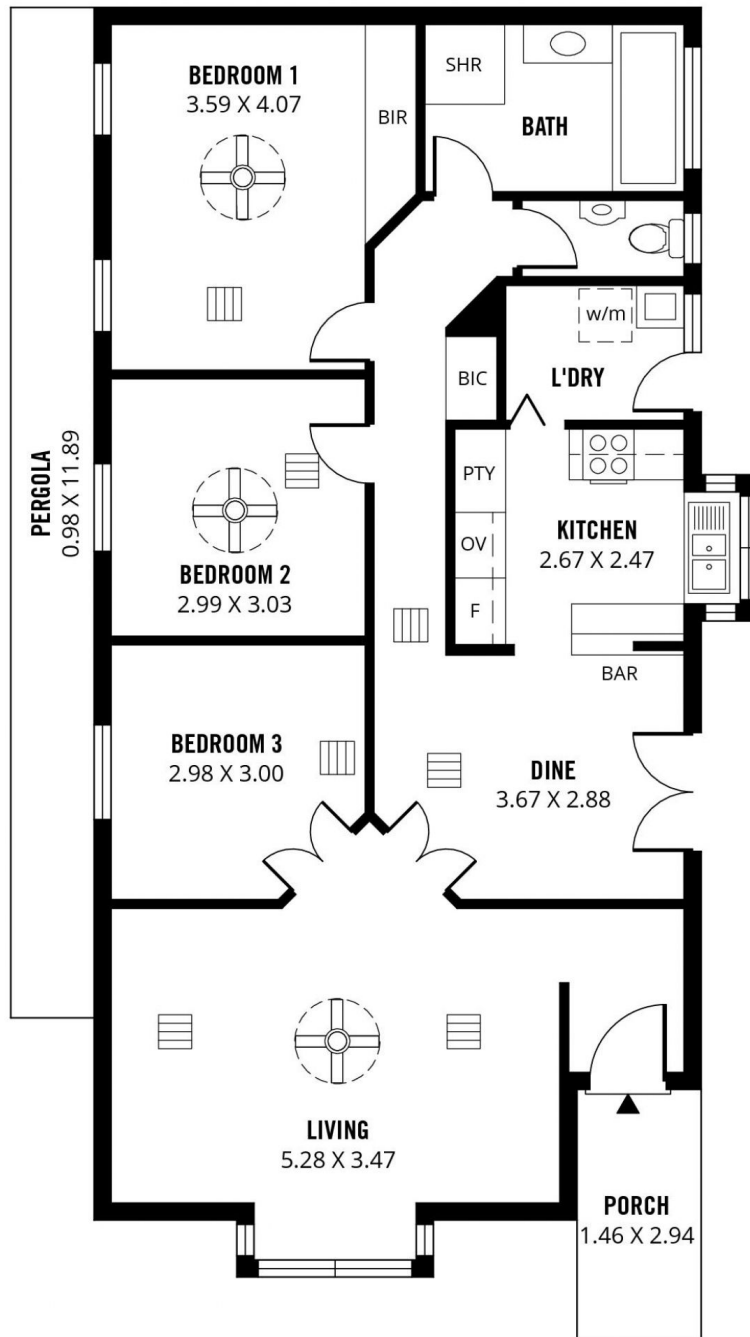 BEDROOM 1
3.59 X 4.07
BIR
SHR
BATH
w/m
L'DRY
BIC
PERGOLA
0.98 X 11.89
BEDROOM 2
2.99 X 3.03
PTY
OV
F
KITCHEN
2.67 X 2.47
BAR
BEDROOM 3
2.98 X 3.00
DINE
3.67 X 2.88
LIVING
5.28 X 3.47
PORCH
1.46 X 2.94